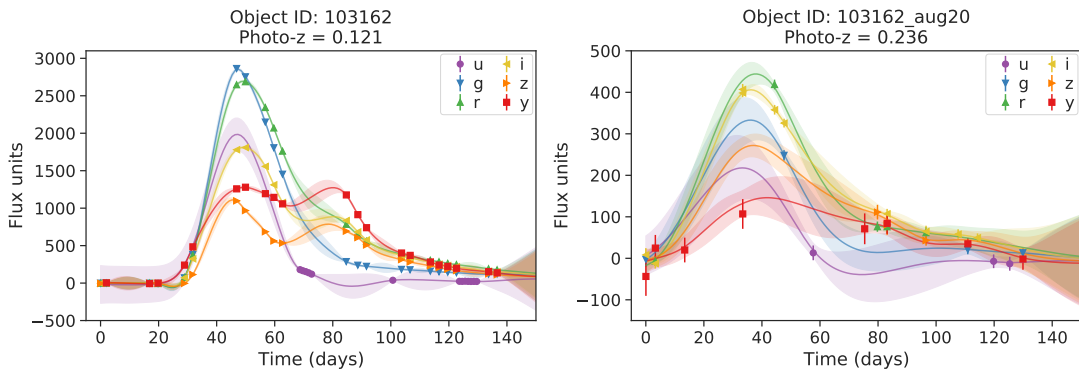 Object ID: 103162
Photo-z = 0.121
3000
2500
2000
1500
1000
500
0
−500
Flux units
0 20 40 60 80 100 120 140
Time (days)
u i
g z
r y
Object ID: 103162_aug20
Photo-z = 0.236
500
400
300
200
100
0
−100
Flux units
0 20 40 60 80 100 120 140
Time (days)
u i
g z
r y